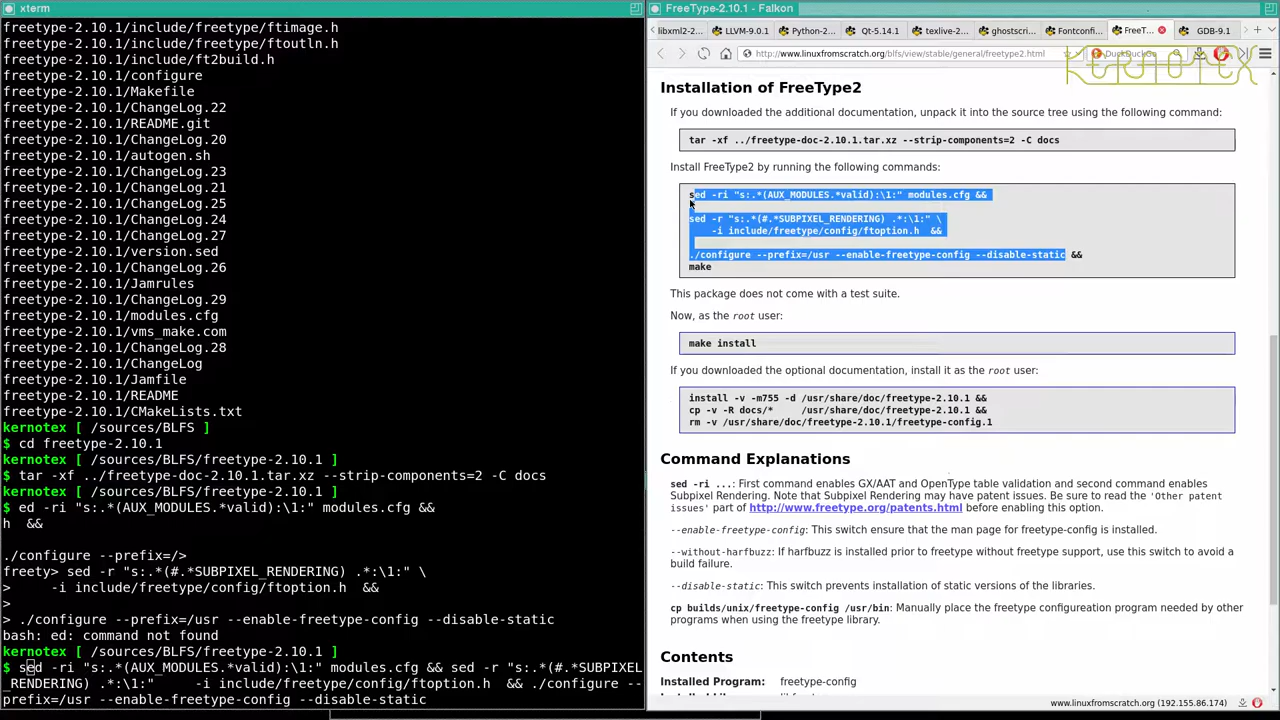 xterm
freetype-2.10.1/include/freetype/ftimage.h
freetype-2.10.1/include/freetype/ftoutln.h
freetype-2.10.1/include/ft2build.h
freetype-2.10.1/configure
freetype-2.10.1/Makefile
freetype-2.10.1/ChangeLog.22
freetype-2.10.1/README.git
freetype-2.10.1/ChangeLog.20
freetype-2.10.1/autogen.sh
freetype-2.10.1/ChangeLog.23
freetype-2.10.1/ChangeLog.21
freetype-2.10.1/ChangeLog.25
freetype-2.10.1/ChangeLog.24
freetype-2.10.1/ChangeLog.27
freetype-2.10.1/version.sed
freetype-2.10.1/ChangeLog.26
freetype-2.10.1/Jamrules
freetype-2.10.1/ChangeLog.29
freetype-2.10.1/modules.cfg
freetype-2.10.1/vms_make.com
freetype-2.10.1/ChangeLog.28
freetype-2.10.1/ChangeLog
freetype-2.10.1/Jamfile
freetype-2.10.1/README
freetype-2.10.1/CMakeLists.txt
kernotex [ /sources/BLFS ]
$ cd freetype-2.10.1
kernotex [ /sources/BLFS/freetype-2.10.1 ]
$ tar -xf ../freetype-doc-2.10.1.tar.xz --strip-components=2 -C docs
kernotex [ /sources/BLFS/freetype-2.10.1 ]
$ ed -ri "s:.*(AUX_MODULES.*valid):\1:" modules.cfg &&
h  &&
./configure --prefix=/>
freety> sed -r "s:.*(#.*SUBPIXEL_RENDERING) .*:\1:" \
>     -i include/freetype/config/ftoption.h  &&
>
> ./configure --prefix=/usr --enable-freetype-config --disable-static
bash: ed: command not found
kernotex [ /sources/BLFS/freetype-2.10.1 ]
$ sed -ri "s:.*(AUX_MODULES.*valid):\1:" modules.cfg && sed -r "s:.*(#.*SUBPIXEL
_RENDERING) .*:\1:"     -i include/freetype/config/ftoption.h  && ./configure --
prefix=/usr --enable-freetype-config --disable-static
FreeType-2.10.1 - Falkon
libxml2-2... LLVM-9.0.1 Python-2... Qt-5.14.1 texlive-2... ghostscri... Fontconfi... FreeT... GDB-9.1
http://www.linuxfromscratch.org/blfs/view/stable/general/freetype2.html DuckDuckGo
KERNOTEX
Installation of FreeType2
If you downloaded the additional documentation, unpack it into the source tree using the following command:
tar -xf ../freetype-doc-2.10.1.tar.xz --strip-components=2 -C docs
Install FreeType2 by running the following commands:
sed -ri "s:.*(AUX_MODULES.*valid):\1:" modules.cfg &&
sed -r "s:.*(#.*SUBPIXEL_RENDERING) .*:\1:" \
    -i include/freetype/config/ftoption.h  &&
./configure --prefix=/usr --enable-freetype-config --disable-static &&
make
This package does not come with a test suite.
Now, as the root user:
make install
If you downloaded the optional documentation, install it as the root user:
install -v -m755 -d /usr/share/doc/freetype-2.10.1 &&
cp -v -R docs/*     /usr/share/doc/freetype-2.10.1 &&
rm -v /usr/share/doc/freetype-2.10.1/freetype-config.1
Command Explanations
sed -ri ...: First command enables GX/AAT and OpenType table validation and second command enables
Subpixel Rendering. Note that Subpixel Rendering may have patent issues. Be sure to read the 'Other patent
issues' part of http://www.freetype.org/patents.html before enabling this option.
--enable-freetype-config: This switch ensure that the man page for freetype-config is installed.
--without-harfbuzz: If harfbuzz is installed prior to freetype without freetype support, use this switch to avoid a
build failure.
--disable-static: This switch prevents installation of static versions of the libraries.
cp builds/unix/freetype-config /usr/bin: Manually place the freetype configureation program needed by other
programs when using the freetype library.
Contents
Installed Program: freetype-config
www.linuxfromscratch.org (192.155.86.174)